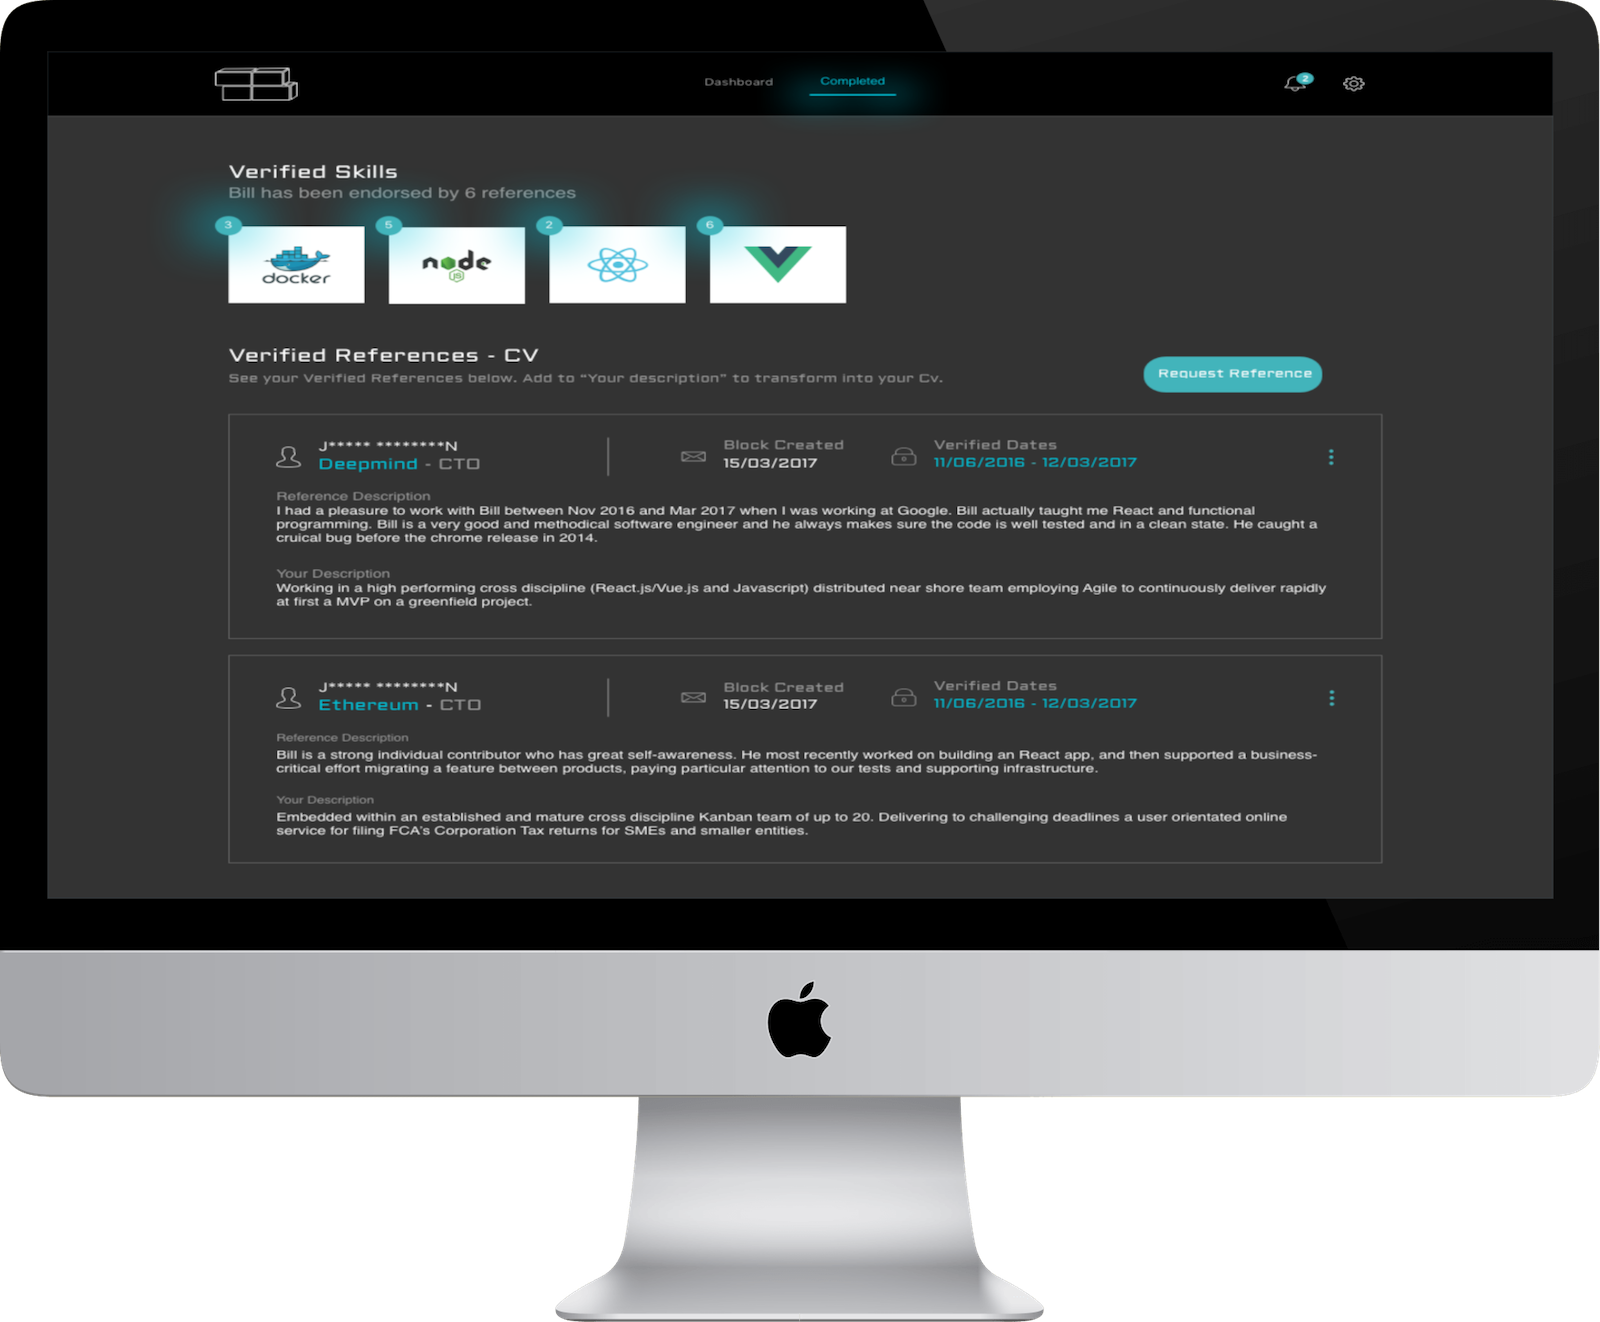 Dashboard
Completed
2
Verified Skills
Bill has been endorsed by 6 references
3
5
2
6
docker
node
JS
Verified References - CV
See your Verified References below. Add to “Your description” to transform into your Cv.
Request Reference
J***** ********N
Deepmind - CTO
Block Created
15/03/2017
Verified Dates
11/06/2016 - 12/03/2017
Reference Description
I had a pleasure to work with Bill between Nov 2016 and Mar 2017 when I was working at Google. Bill actually taught me React and functional
programming. Bill is a very good and methodical software engineer and he always makes sure the code is well tested and in a clean state. He caught a
cruical bug before the chrome release in 2014.
Your Description
Working in a high performing cross discipline (React.js/Vue.js and Javascript) distributed near shore team employing Agile to continuously deliver rapidly
at first a MVP on a greenfield project.
J***** ********N
Ethereum - CTO
Block Created
15/03/2017
Verified Dates
11/06/2016 - 12/03/2017
Reference Description
Bill is a strong individual contributor who has great self-awareness. He most recently worked on building an React app, and then supported a business-
critical effort migrating a feature between products, paying particular attention to our tests and supporting infrastructure.
Your Description
Embedded within an established and mature cross discipline Kanban team of up to 20. Delivering to challenging deadlines a user orientated online
service for filing FCA’s Corporation Tax returns for SMEs and smaller entities.